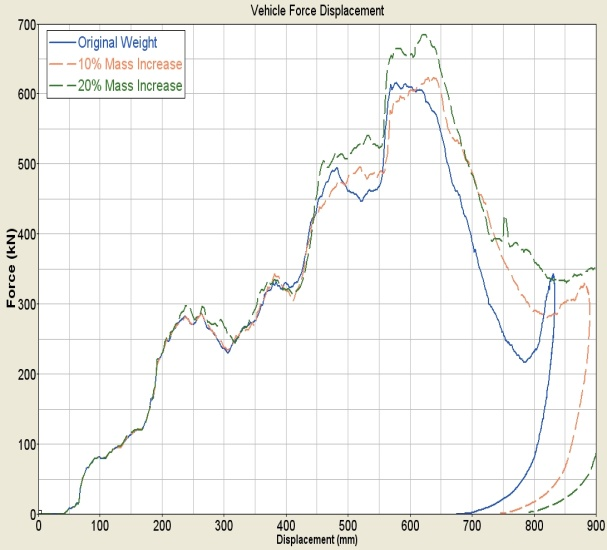 Vehicle Force Displacement
Original Weight
10% Mass Increase
20% Mass Increase
Force (kN)
700
600
500
400
300
200
100
0
0 100 200 300 400 500 600 700 800 900
Displacement (mm)